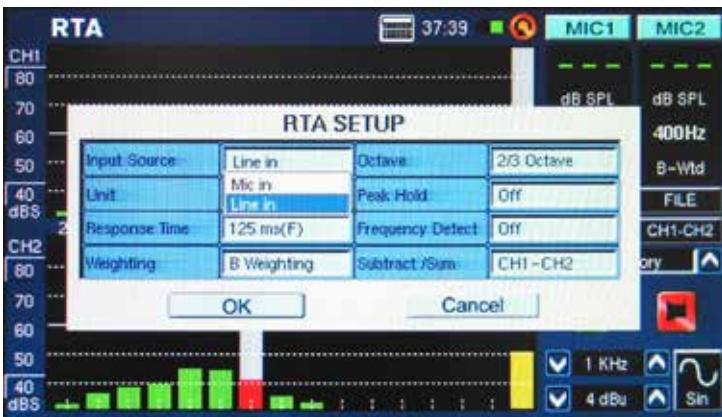 RTA 37:39 MIC1 MIC2
CH1
80
70
60
50
40
dBS
CH2
80
70
60
50
40
dBS
dB SPL dB SPL
400Hz
B-Wtd
FILE
CH1-CH2
ory
RTA SETUP
Input Source Line in Octave 2/3 Octave
Mic in
Unit Line in Peak Hold Off
Response Time 125 ms(F) Frequency Detect Off
Weighting B Weighting Subtract /Sum CH1-CH2
OK Cancel
1 KHz
4 dBu Sin